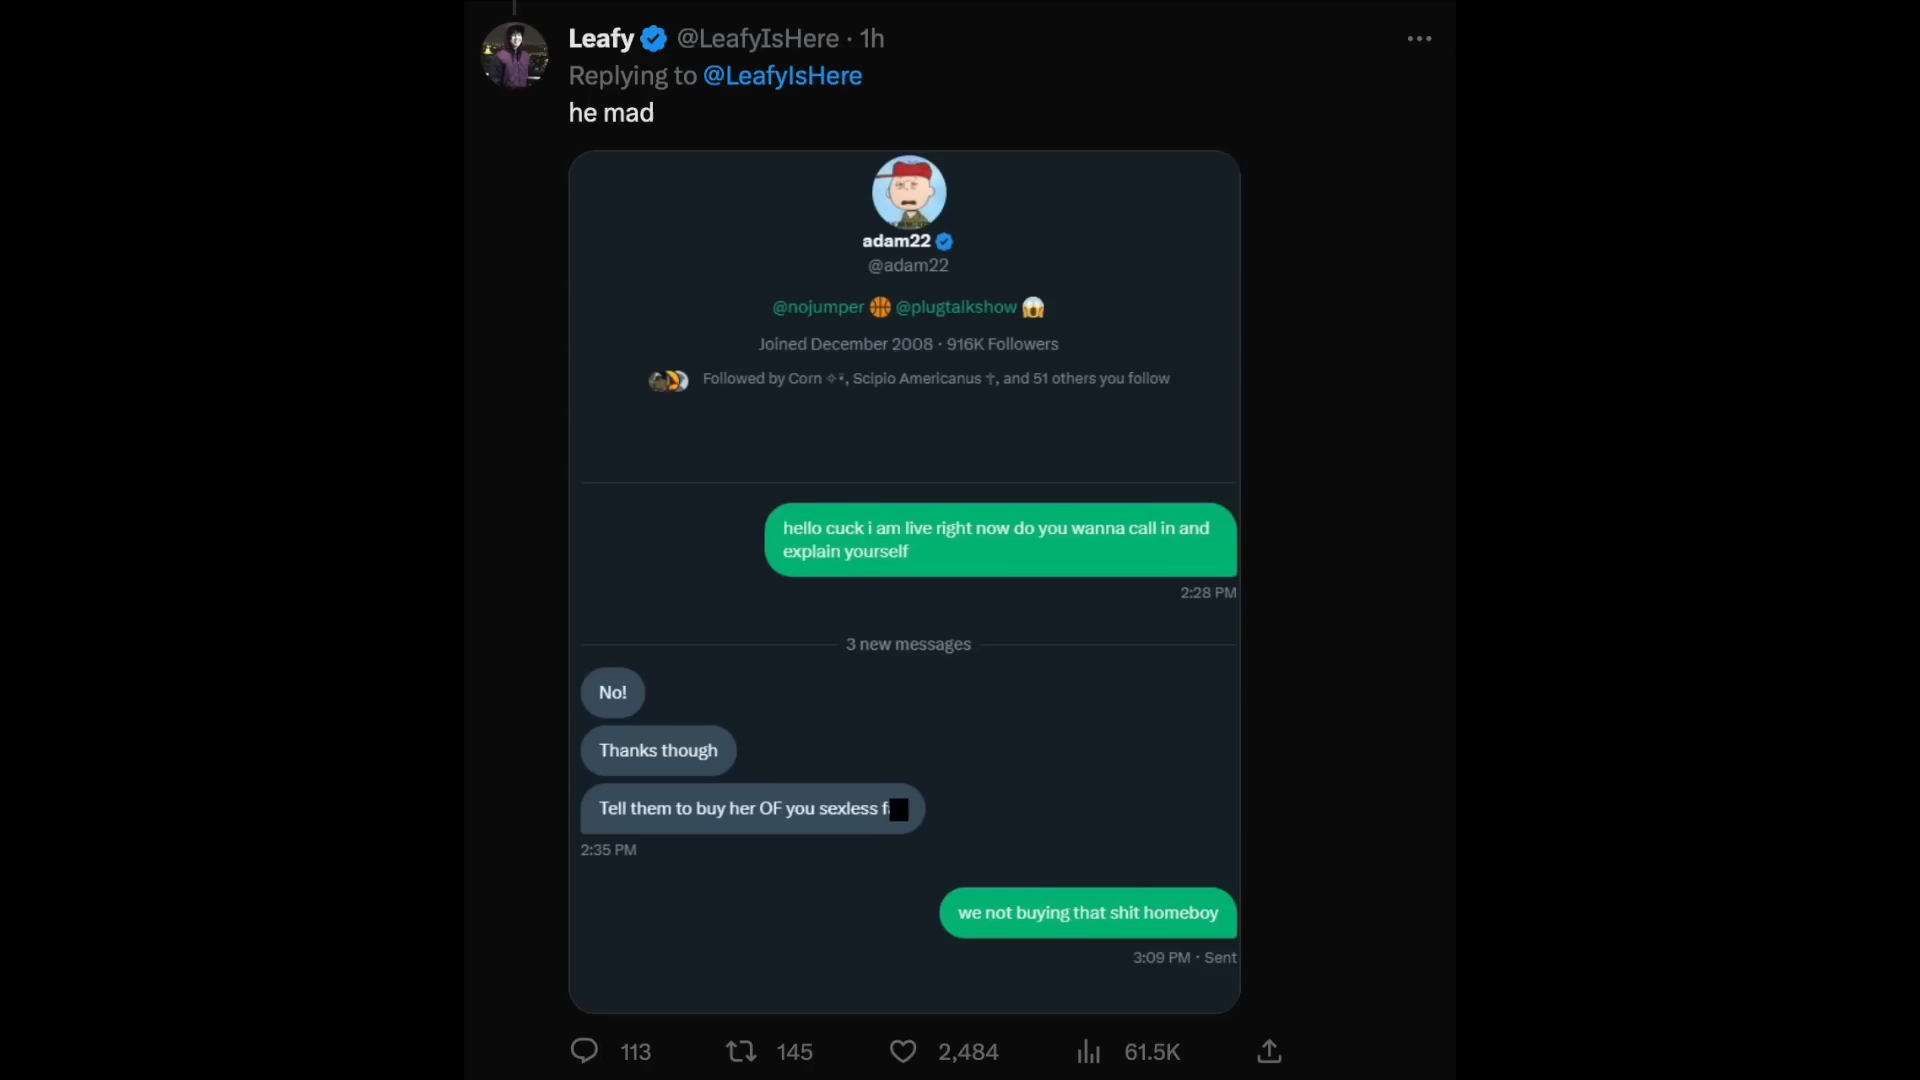 Leafy @LeafyIsHere · 1h
Replying to @LeafyIsHere
he mad
adam22
@adam22
@nojumper 🏀 @plugtalkshow 😱
Joined December 2008 · 916K Followers
Followed by Corn, Scipio Americanus ✝, and 51 others you follow
hello cuck i am live right now do you wanna call in and
explain yourself
2:28 PM
3 new messages
No!
Thanks though
Tell them to buy her OF you sexless f
2:35 PM
we not buying that shit homeboy
3:09 PM · Sent
113 145 2,484 61.5K